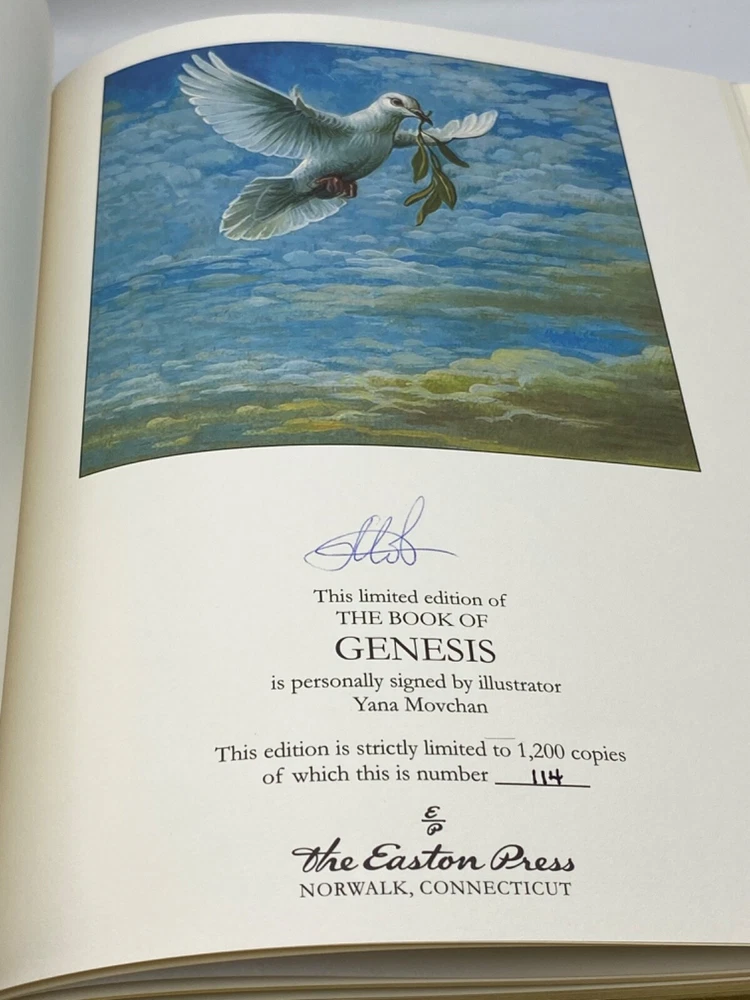 This limited edition of
THE BOOK OF
GENESIS
is personally signed by illustrator
Yana Movchan
This edition is strictly limited to 1,200 copies
of which this is number 114
E
P
The Easton Press
NORWALK, CONNECTICUT